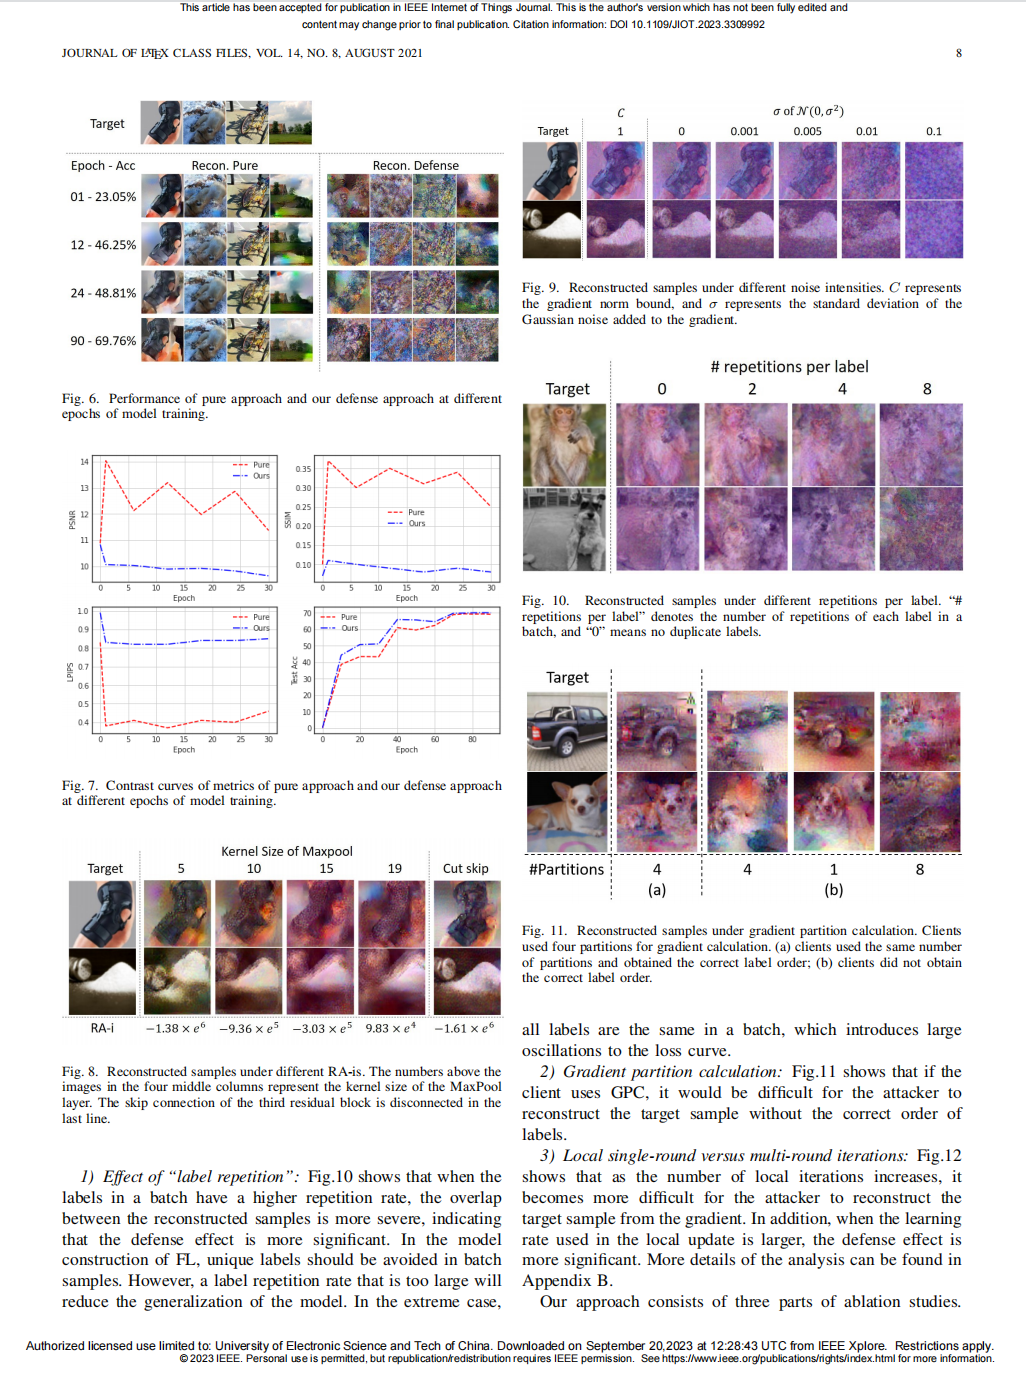 This article has been accepted for publication in IEEE Internet of Things Journal. This is the author's version which has not been fully edited and
content may change prior to final publication. Citation information: DOI 10.1109/JIOT.2023.3309992
JOURNAL OF LATEX CLASS FILES, VOL. 14, NO. 8, AUGUST 2021
8
Target
Epoch - Acc Recon. Pure Recon. Defense
01 - 23.05%
12 - 46.25%
24 - 48.81%
90 - 69.76%
Fig. 6. Performance of pure approach and our defense approach at different
epochs of model training.
14
13
12
11
10
PSNR
0 5 10 15 20 25 30
Epoch
Pure
Ours
0.35
0.30
0.25
0.20
0.15
0.10
SSIM
0 5 10 15 20 25 30
Epoch
Pure
Ours
1.0
0.9
0.8
0.7
0.6
0.5
0.4
LPIPS
0 5 10 15 20 25 30
Epoch
Pure
Ours
70
60
50
40
30
20
10
0
Test Acc
0 20 40 60 80
Epoch
Pure
Ours
Fig. 7. Contrast curves of metrics of pure approach and our defense approach
at different epochs of model training.
Kernel Size of Maxpool
Target 5 10 15 19 Cut skip
RA-i −1.38 × e⁶ −9.36 × e⁵ −3.03 × e⁵ 9.83 × e⁴ −1.61 × e⁶
Fig. 8. Reconstructed samples under different RA-is. The numbers above the
images in the four middle columns represent the kernel size of the MaxPool
layer. The skip connection of the third residual block is disconnected in the
last line.
1) Effect of “label repetition”: Fig.10 shows that when the
labels in a batch have a higher repetition rate, the overlap
between the reconstructed samples is more severe, indicating
that the defense effect is more significant. In the model
construction of FL, unique labels should be avoided in batch
samples. However, a label repetition rate that is too large will
reduce the generalization of the model. In the extreme case,
C σ of 𝒩(0, σ²)
Target 1 0 0.001 0.005 0.01 0.1
Fig. 9. Reconstructed samples under different noise intensities. C represents
the gradient norm bound, and σ represents the standard deviation of the
Gaussian noise added to the gradient.
# repetitions per label
Target 0 2 4 8
Fig. 10. Reconstructed samples under different repetitions per label. “#
repetitions per label” denotes the number of repetitions of each label in a
batch, and “0” means no duplicate labels.
Target
#Partitions 4 4 1 8
(a) (b)
Fig. 11. Reconstructed samples under gradient partition calculation. Clients
used four partitions for gradient calculation. (a) clients used the same number
of partitions and obtained the correct label order; (b) clients did not obtain
the correct label order.
all labels are the same in a batch, which introduces large
oscillations to the loss curve.
2) Gradient partition calculation: Fig.11 shows that if the
client uses GPC, it would be difficult for the attacker to
reconstruct the target sample without the correct order of
labels.
3) Local single-round versus multi-round iterations: Fig.12
shows that as the number of local iterations increases, it
becomes more difficult for the attacker to reconstruct the
target sample from the gradient. In addition, when the learning
rate used in the local update is larger, the defense effect is
more significant. More details of the analysis can be found in
Appendix B.
Our approach consists of three parts of ablation studies.
Authorized licensed use limited to: University of Electronic Science and Tech of China. Downloaded on September 20,2023 at 12:28:43 UTC from IEEE Xplore. Restrictions apply.
© 2023 IEEE. Personal use is permitted, but republication/redistribution requires IEEE permission. See https://www.ieee.org/publications/rights/index.html for more information.